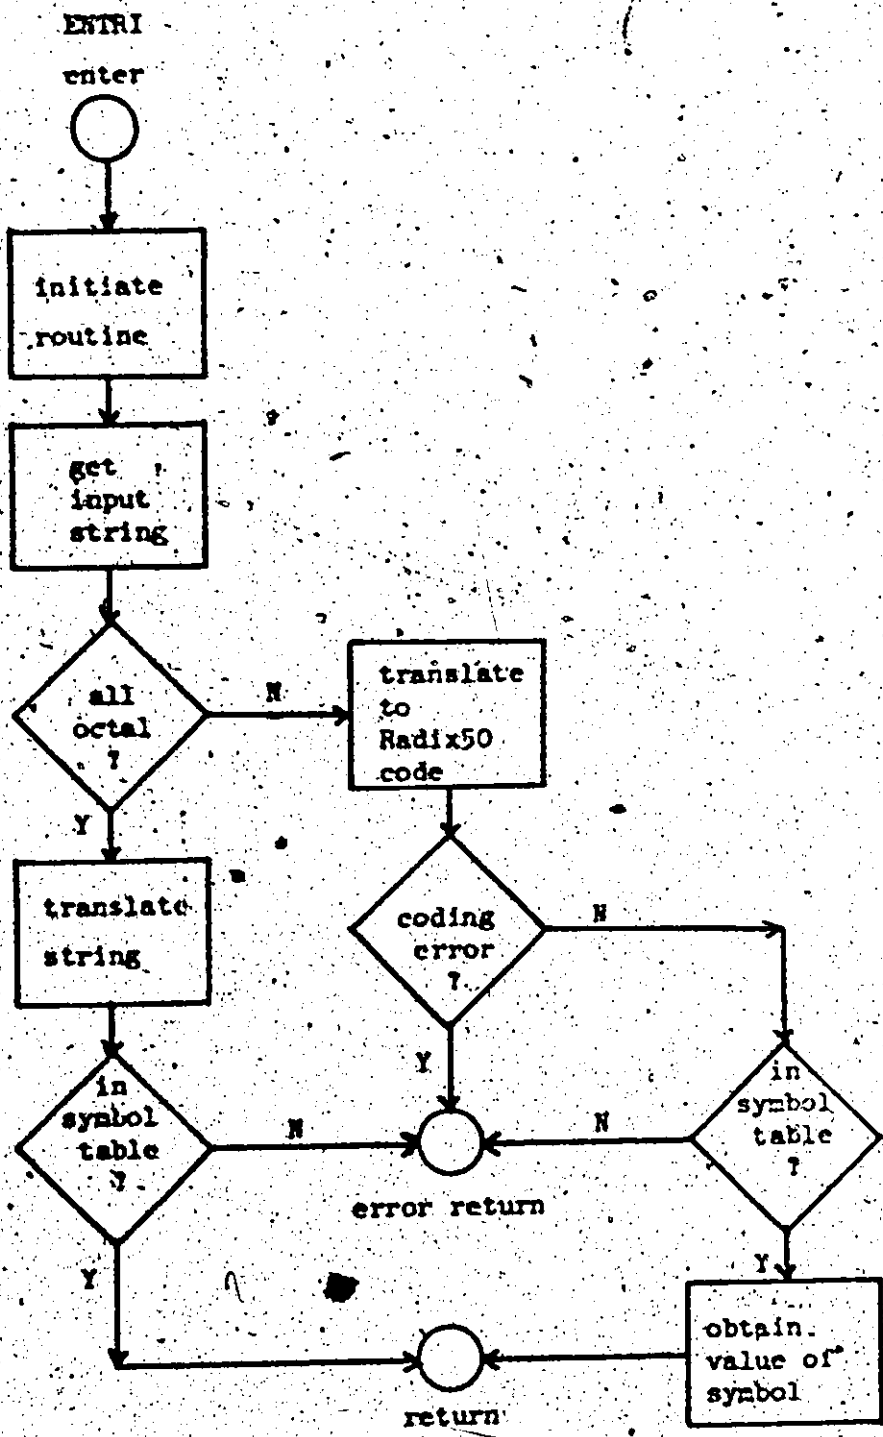 ENTRI
enter
initiate
routine
get
input
string
all
octal
?
N
translate
to
Radix50
code
Y
translate
string
coding
error
?
N
Y
in
symbol
table
?
N
error return
N
in
symbol
table
?
Y
Y
obtain
value of
symbol
return